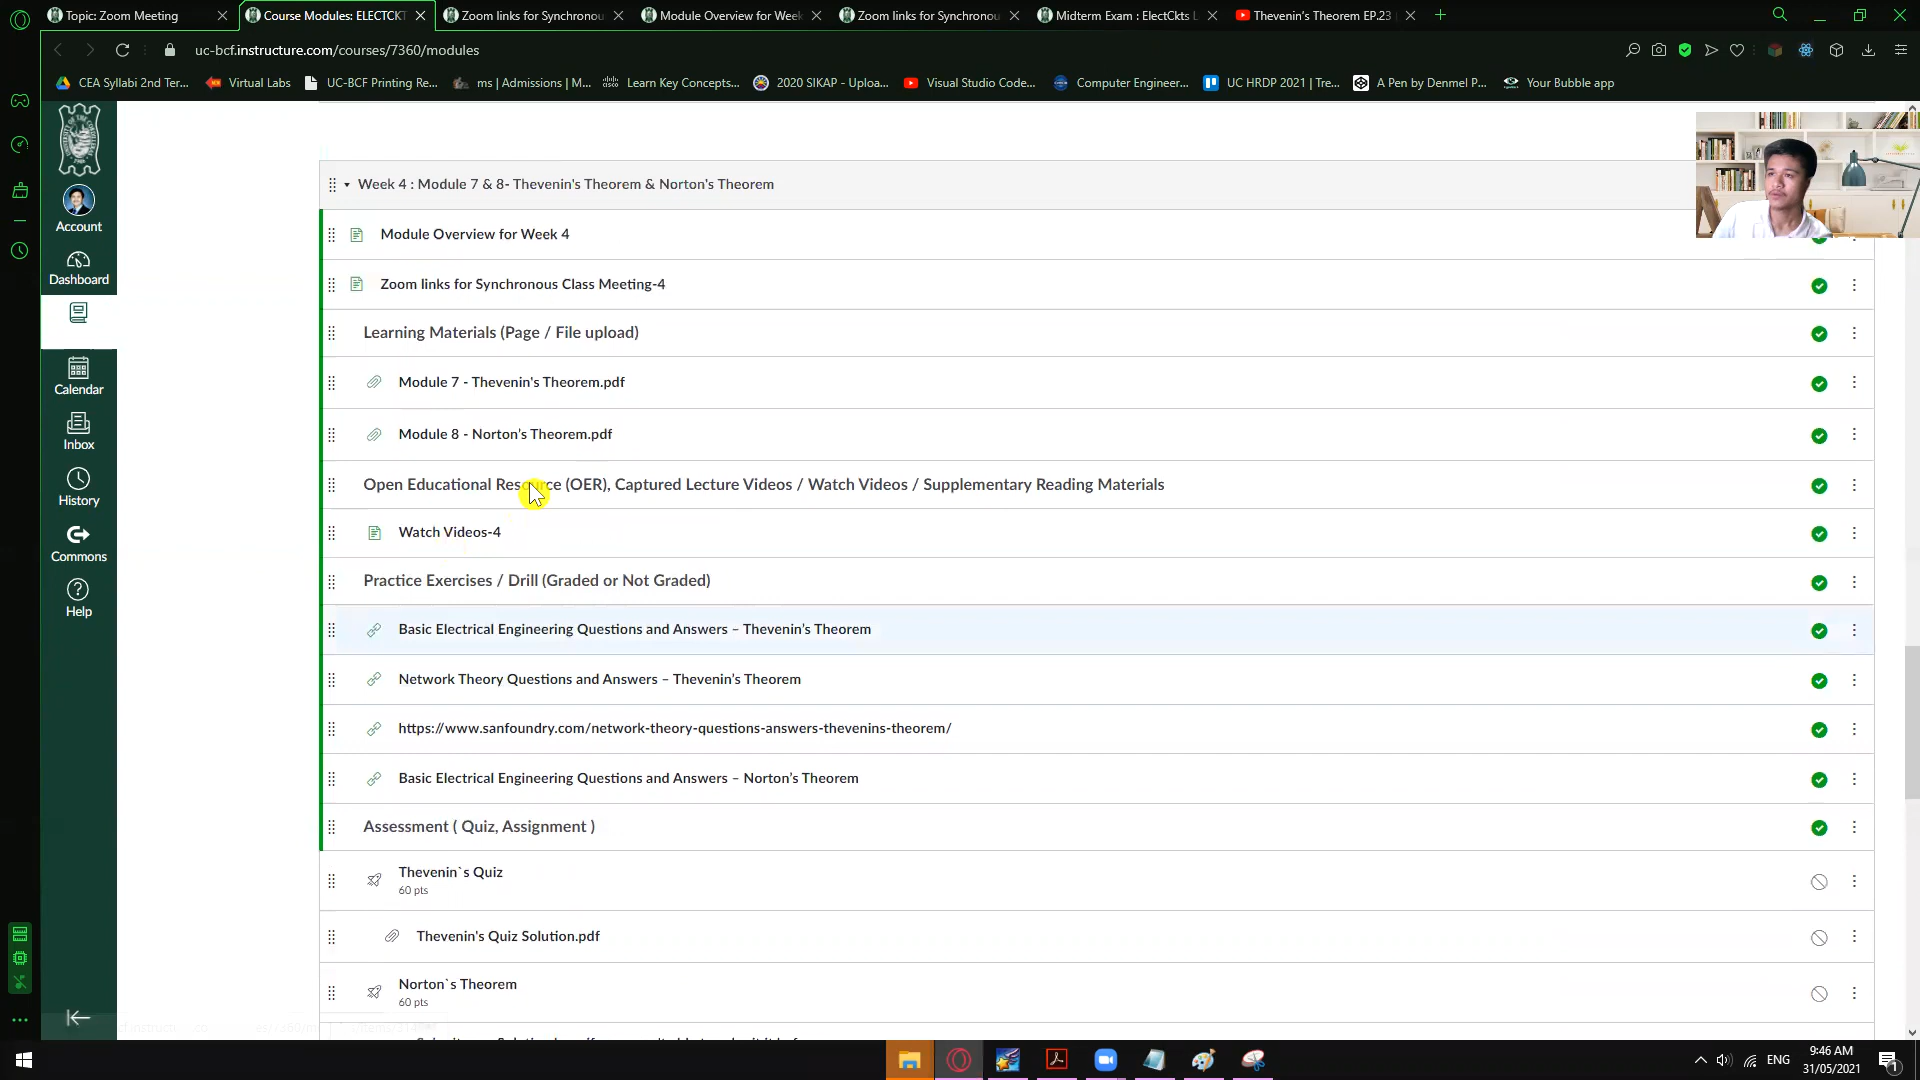 Topic: Zoom Meeting
Course Modules: ELECTCKT
Zoom links for Synchronou
Module Overview for Week
Zoom links for Synchronou
Midterm Exam : ElectCkts L
Thevenin's Theorem EP.23
uc-bcf.instructure.com/courses/7360/modules
CEA Syllabi 2nd Ter...
Virtual Labs
UC-BCF Printing Re...
ms | Admissions | M...
Learn Key Concepts...
2020 SIKAP - Uploa...
Visual Studio Code...
Computer Engineer...
UC HRDP 2021 | Tre...
A Pen by Denmel P...
Your Bubble app
Account
Dashboard
Calendar
Inbox
History
Commons
Help
Week 4 : Module 7 & 8- Thevenin's Theorem & Norton's Theorem
Module Overview for Week 4
Zoom links for Synchronous Class Meeting-4
Learning Materials (Page / File upload)
Module 7 - Thevenin's Theorem.pdf
Module 8 - Norton's Theorem.pdf
Open Educational Resource (OER), Captured Lecture Videos / Watch Videos / Supplementary Reading Materials
Watch Videos-4
Practice Exercises / Drill (Graded or Not Graded)
Basic Electrical Engineering Questions and Answers – Thevenin's Theorem
Network Theory Questions and Answers – Thevenin's Theorem
https://www.sanfoundry.com/network-theory-questions-answers-thevenins-theorem/
Basic Electrical Engineering Questions and Answers – Norton's Theorem
Assessment ( Quiz, Assignment )
Thevenin`s Quiz
60 pts
Thevenin's Quiz Solution.pdf
Norton`s Theorem
60 pts
ENG
9:46 AM
31/05/2021
1